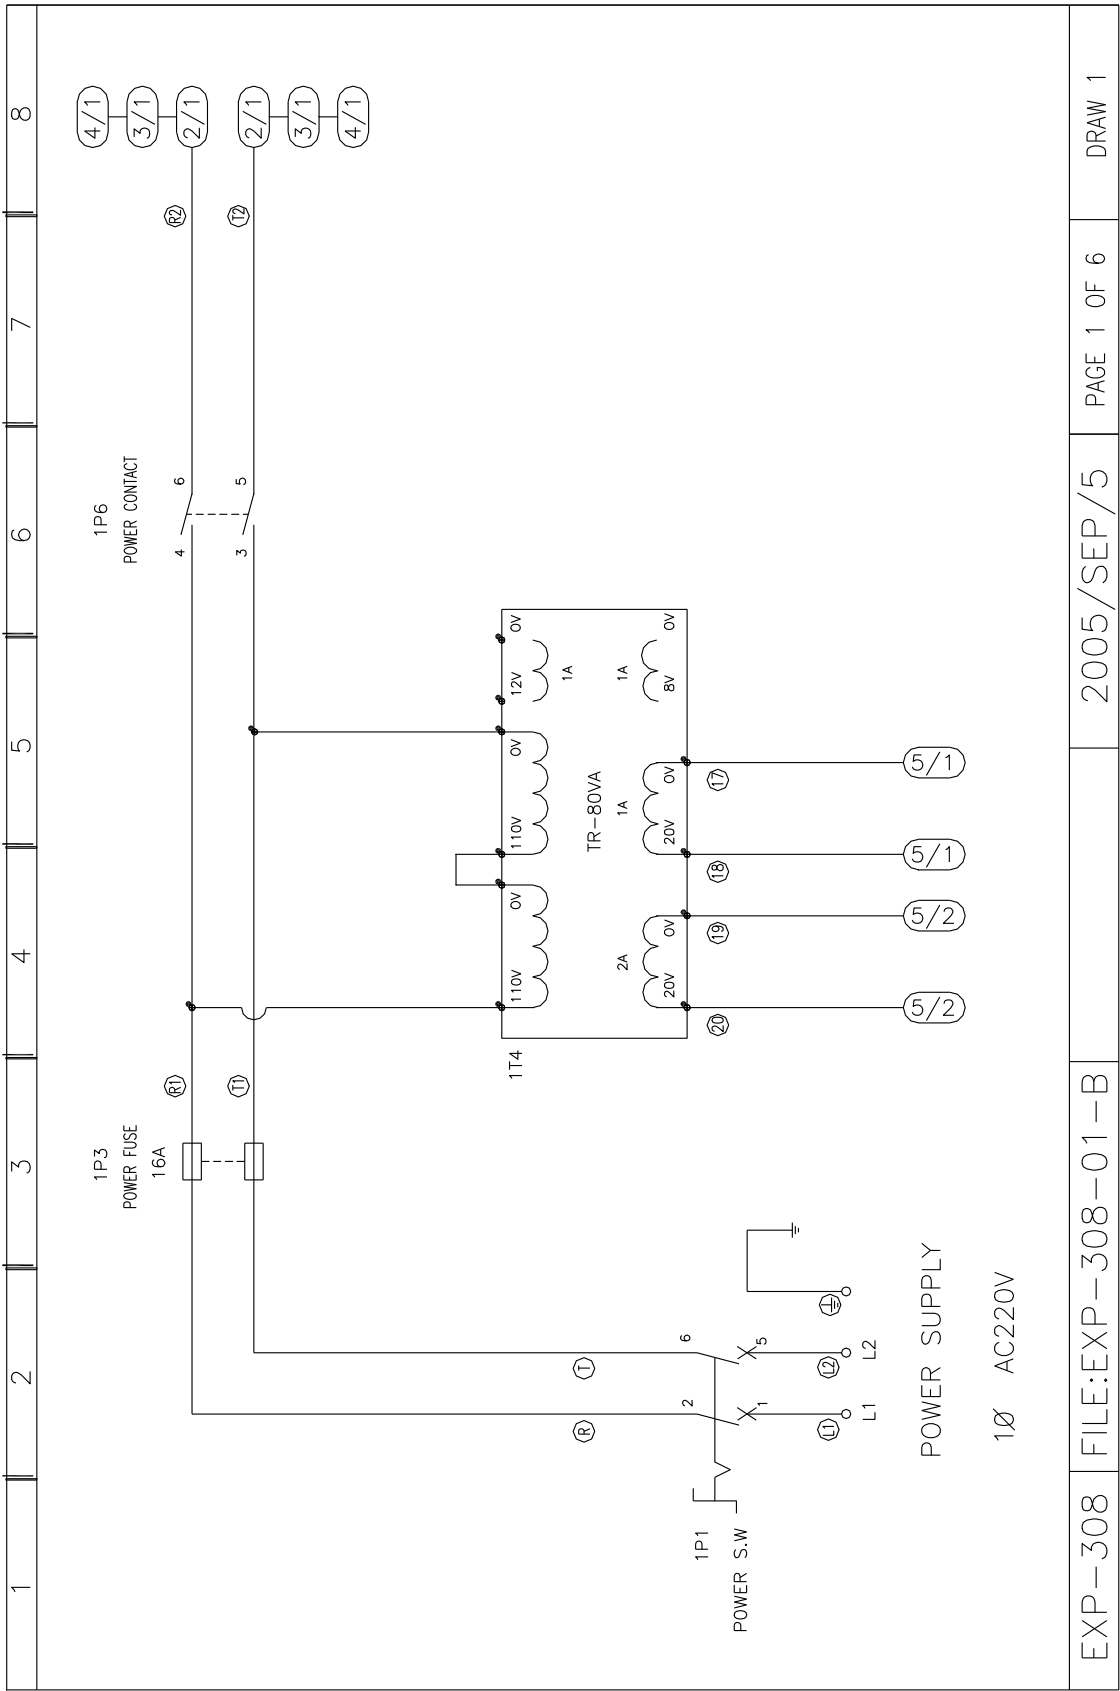 1 2 3 4 5 6 7 8
4/1
3/1
2/1
2/1
3/1
4/1
R2
T2
1P6
POWER CONTACT
4 6
3 5
1P3
POWER FUSE
16A
R1
T1
110V 0V 110V 0V 12V 0V
1A
TR-80VA
2A 1A 1A
20V 0V 20V 0V 8V 0V
1T4
20 19 18 17
5/2 5/2 5/1 5/1
R T
2 6
1 5
1P1
POWER S.W
L1 L2
L1 L2
POWER SUPPLY
1Ø AC220V
EXP-308 FILE:EXP-308-01-B 2005/SEP/5 PAGE 1 OF 6 DRAW 1